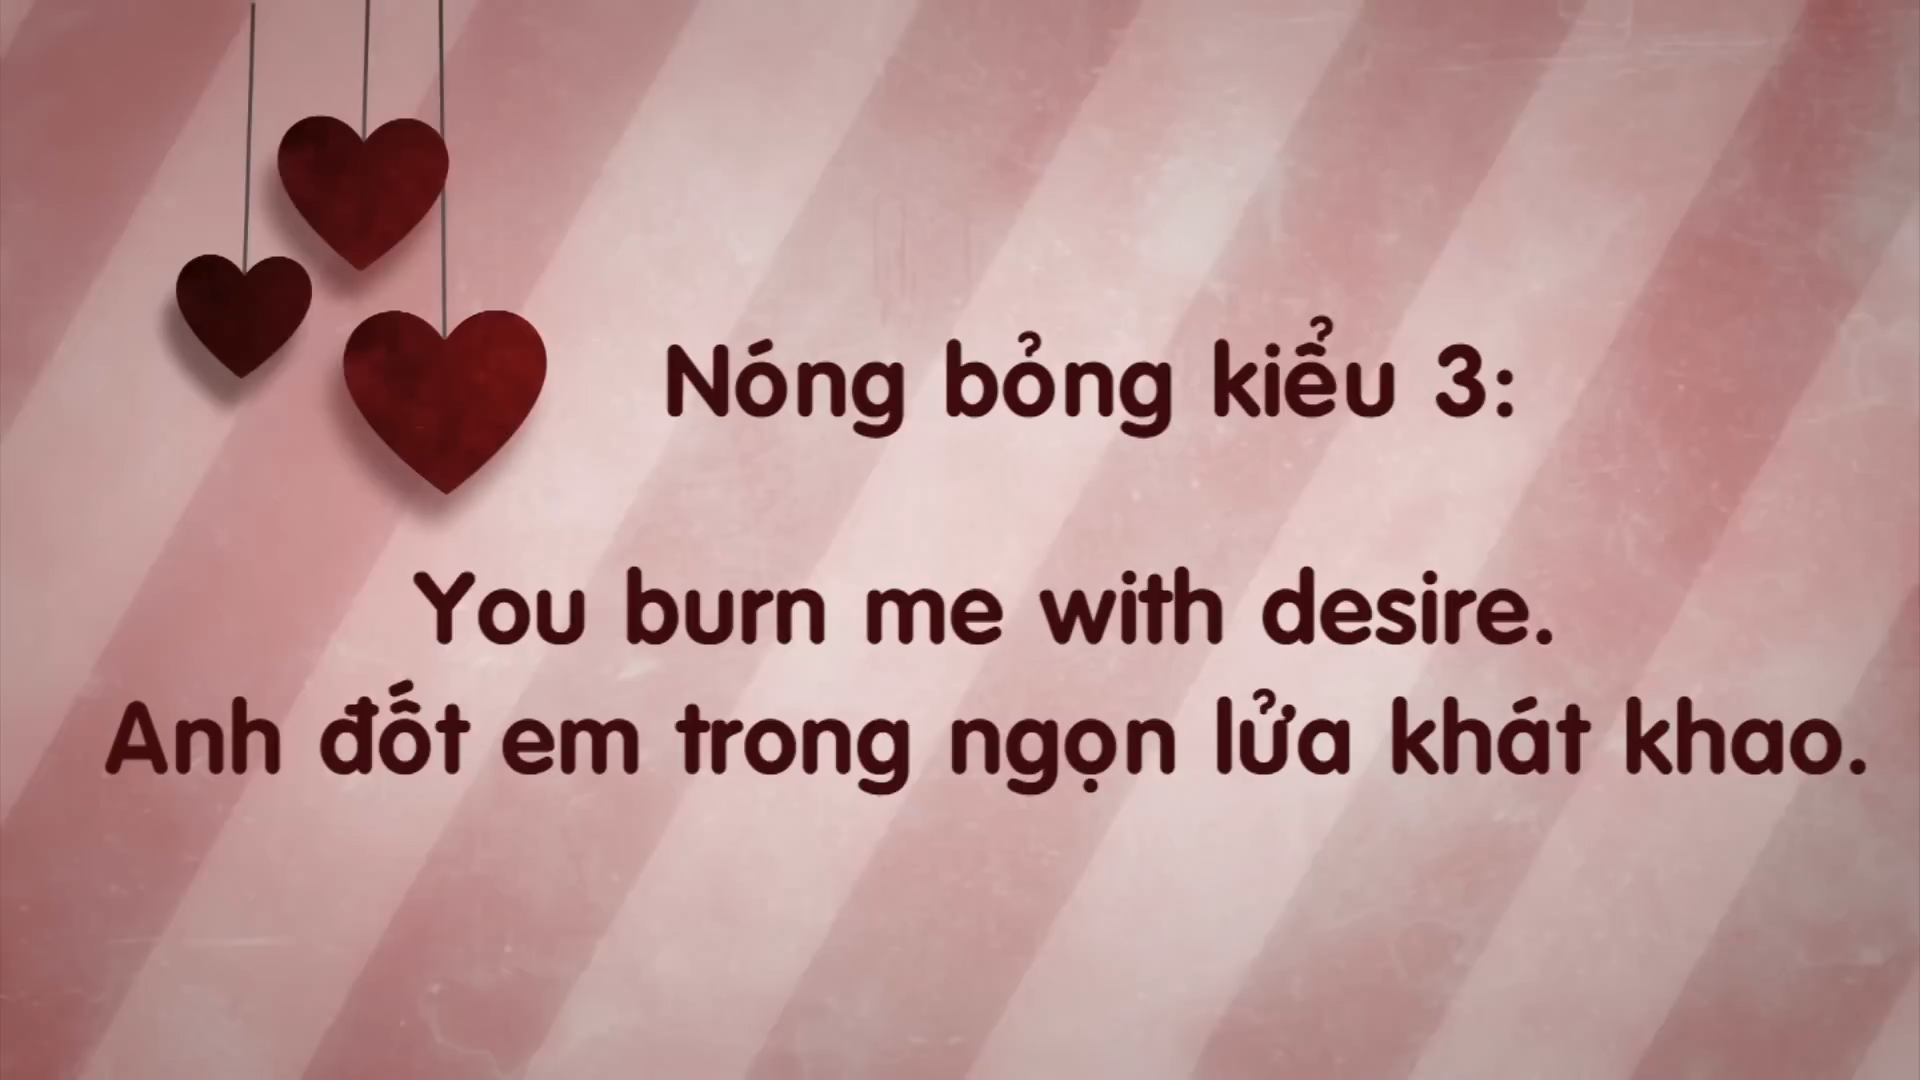 Nóng bỏng kiểu 3:
You burn me with desire.
Anh đốt em trong ngọn lửa khát khao.